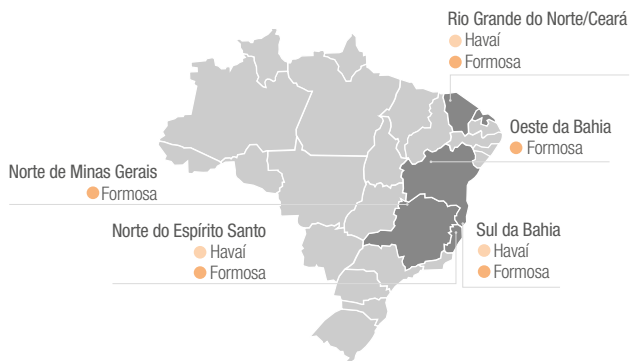 Rio Grande do Norte/Ceará
Havaí
Formosa
Oeste da Bahia
Formosa
Norte de Minas Gerais
Formosa
Norte do Espírito Santo
Havaí
Formosa
Sul da Bahia
Havaí
Formosa